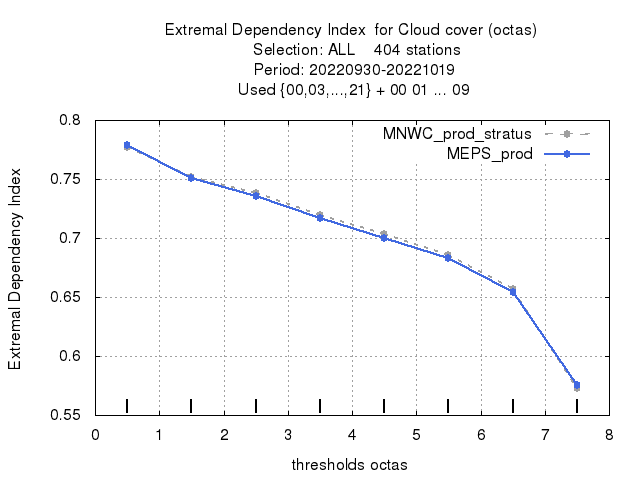 Extremal Dependency Index  for Cloud cover (octas)
Selection: ALL    404 stations
Period: 20220930-20221019
Used {00,03,...,21} + 00 01 ... 09
MNWC_prod_stratus
MEPS_prod
Extremal Dependency Index
0.8
0.75
0.7
0.65
0.6
0.55
0 1 2 3 4 5 6 7 8
thresholds octas